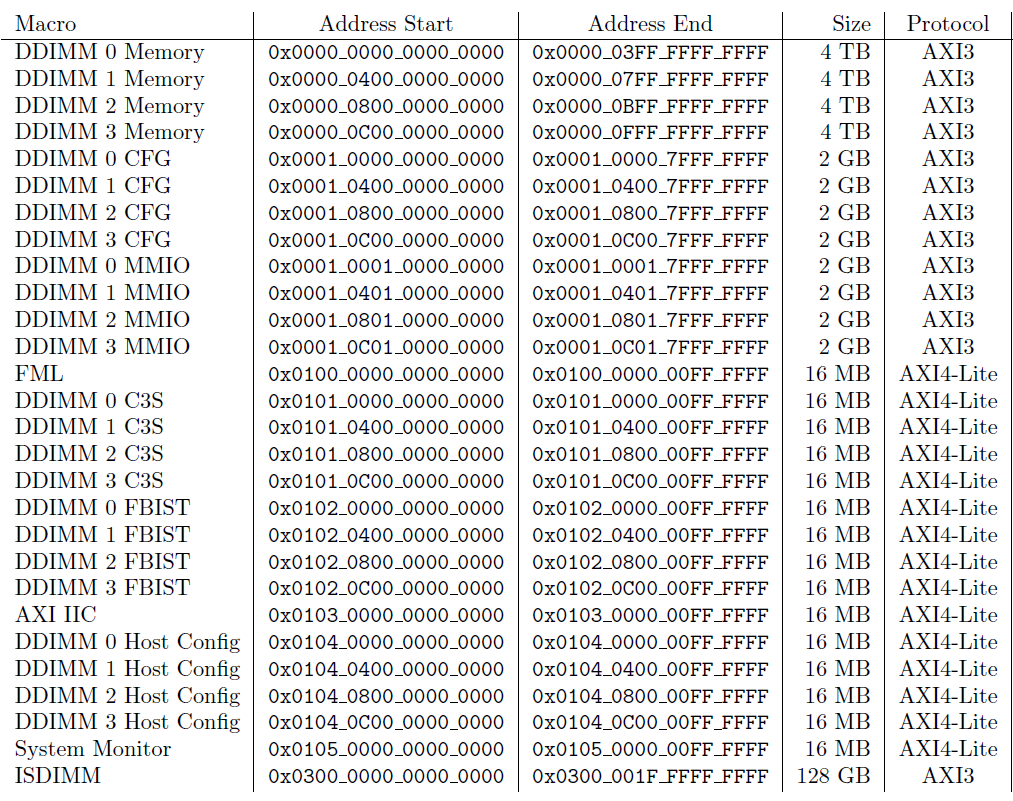 Macro Address Start Address End Size Protocol
DDIMM 0 Memory 0x0000_0000_0000_0000 0x0000_03FF_FFFF_FFFF 4 TB AXI3
DDIMM 1 Memory 0x0000_0400_0000_0000 0x0000_07FF_FFFF_FFFF 4 TB AXI3
DDIMM 2 Memory 0x0000_0800_0000_0000 0x0000_0BFF_FFFF_FFFF 4 TB AXI3
DDIMM 3 Memory 0x0000_0C00_0000_0000 0x0000_0FFF_FFFF_FFFF 4 TB AXI3
DDIMM 0 CFG 0x0001_0000_0000_0000 0x0001_0000_7FFF_FFFF 2 GB AXI3
DDIMM 1 CFG 0x0001_0400_0000_0000 0x0001_0400_7FFF_FFFF 2 GB AXI3
DDIMM 2 CFG 0x0001_0800_0000_0000 0x0001_0800_7FFF_FFFF 2 GB AXI3
DDIMM 3 CFG 0x0001_0C00_0000_0000 0x0001_0C00_7FFF_FFFF 2 GB AXI3
DDIMM 0 MMIO 0x0001_0001_0000_0000 0x0001_0001_7FFF_FFFF 2 GB AXI3
DDIMM 1 MMIO 0x0001_0401_0000_0000 0x0001_0401_7FFF_FFFF 2 GB AXI3
DDIMM 2 MMIO 0x0001_0801_0000_0000 0x0001_0801_7FFF_FFFF 2 GB AXI3
DDIMM 3 MMIO 0x0001_0C01_0000_0000 0x0001_0C01_7FFF_FFFF 2 GB AXI3
FML 0x0100_0000_0000_0000 0x0100_0000_00FF_FFFF 16 MB AXI4-Lite
DDIMM 0 C3S 0x0101_0000_0000_0000 0x0101_0000_00FF_FFFF 16 MB AXI4-Lite
DDIMM 1 C3S 0x0101_0400_0000_0000 0x0101_0400_00FF_FFFF 16 MB AXI4-Lite
DDIMM 2 C3S 0x0101_0800_0000_0000 0x0101_0800_00FF_FFFF 16 MB AXI4-Lite
DDIMM 3 C3S 0x0101_0C00_0000_0000 0x0101_0C00_00FF_FFFF 16 MB AXI4-Lite
DDIMM 0 FBIST 0x0102_0000_0000_0000 0x0102_0000_00FF_FFFF 16 MB AXI4-Lite
DDIMM 1 FBIST 0x0102_0400_0000_0000 0x0102_0400_00FF_FFFF 16 MB AXI4-Lite
DDIMM 2 FBIST 0x0102_0800_0000_0000 0x0102_0800_00FF_FFFF 16 MB AXI4-Lite
DDIMM 3 FBIST 0x0102_0C00_0000_0000 0x0102_0C00_00FF_FFFF 16 MB AXI4-Lite
AXI IIC 0x0103_0000_0000_0000 0x0103_0000_00FF_FFFF 16 MB AXI4-Lite
DDIMM 0 Host Config 0x0104_0000_0000_0000 0x0104_0000_00FF_FFFF 16 MB AXI4-Lite
DDIMM 1 Host Config 0x0104_0400_0000_0000 0x0104_0400_00FF_FFFF 16 MB AXI4-Lite
DDIMM 2 Host Config 0x0104_0800_0000_0000 0x0104_0800_00FF_FFFF 16 MB AXI4-Lite
DDIMM 3 Host Config 0x0104_0C00_0000_0000 0x0104_0C00_00FF_FFFF 16 MB AXI4-Lite
System Monitor 0x0105_0000_0000_0000 0x0105_0000_00FF_FFFF 16 MB AXI4-Lite
ISDIMM 0x0300_0000_0000_0000 0x0300_001F_FFFF_FFFF 128 GB AXI3